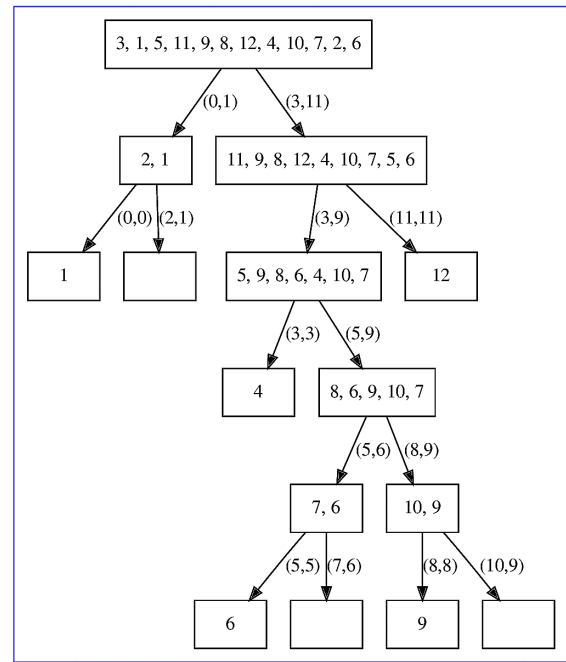 3, 1, 5, 11, 9, 8, 12, 4, 10, 7, 2, 6
(0,1) (3,11)
2, 1 11, 9, 8, 12, 4, 10, 7, 5, 6
(0,0) (2,1) (3,9) (11,11)
1 5, 9, 8, 6, 4, 10, 7 12
(3,3) (5,9)
4 8, 6, 9, 10, 7
(5,6) (8,9)
7, 6 10, 9
(5,5) (7,6) (8,8) (10,9)
6 9